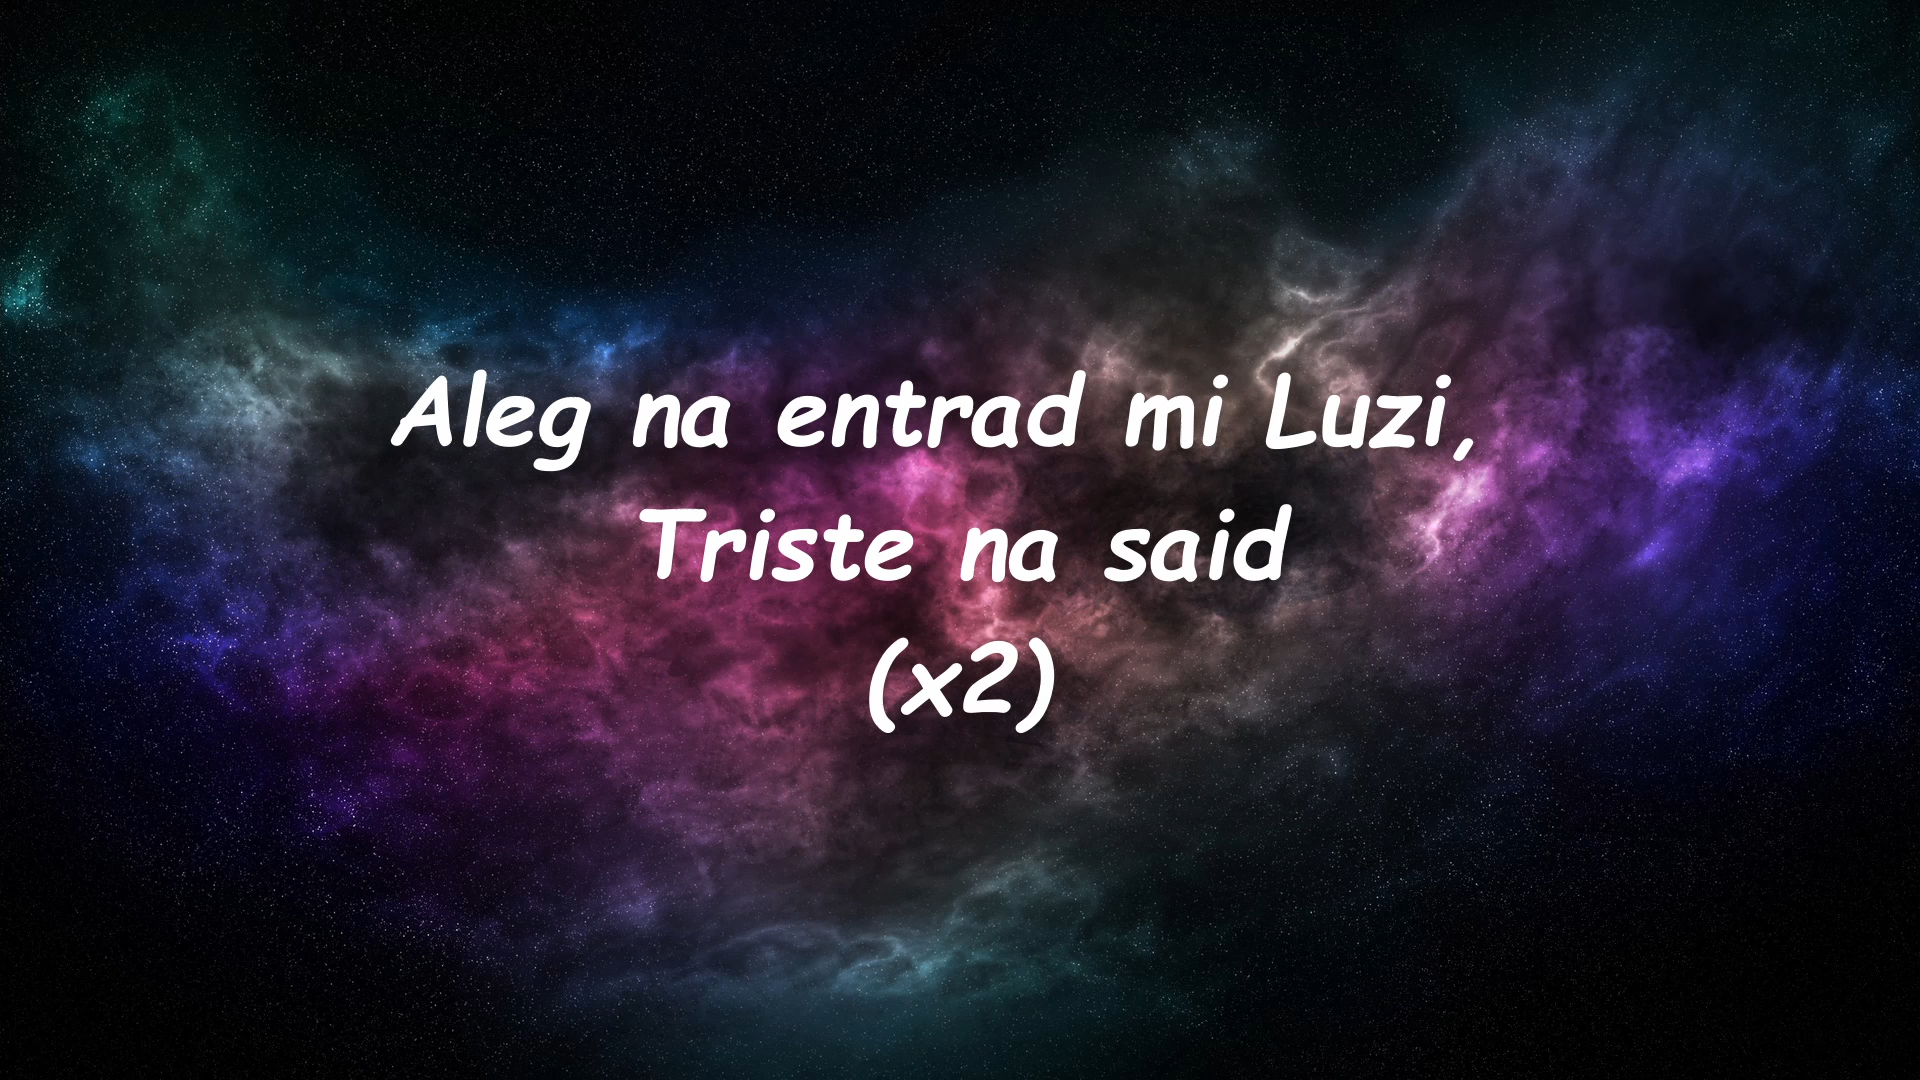 Aleg na entrad mi Luzi,
Triste na said
(x2)